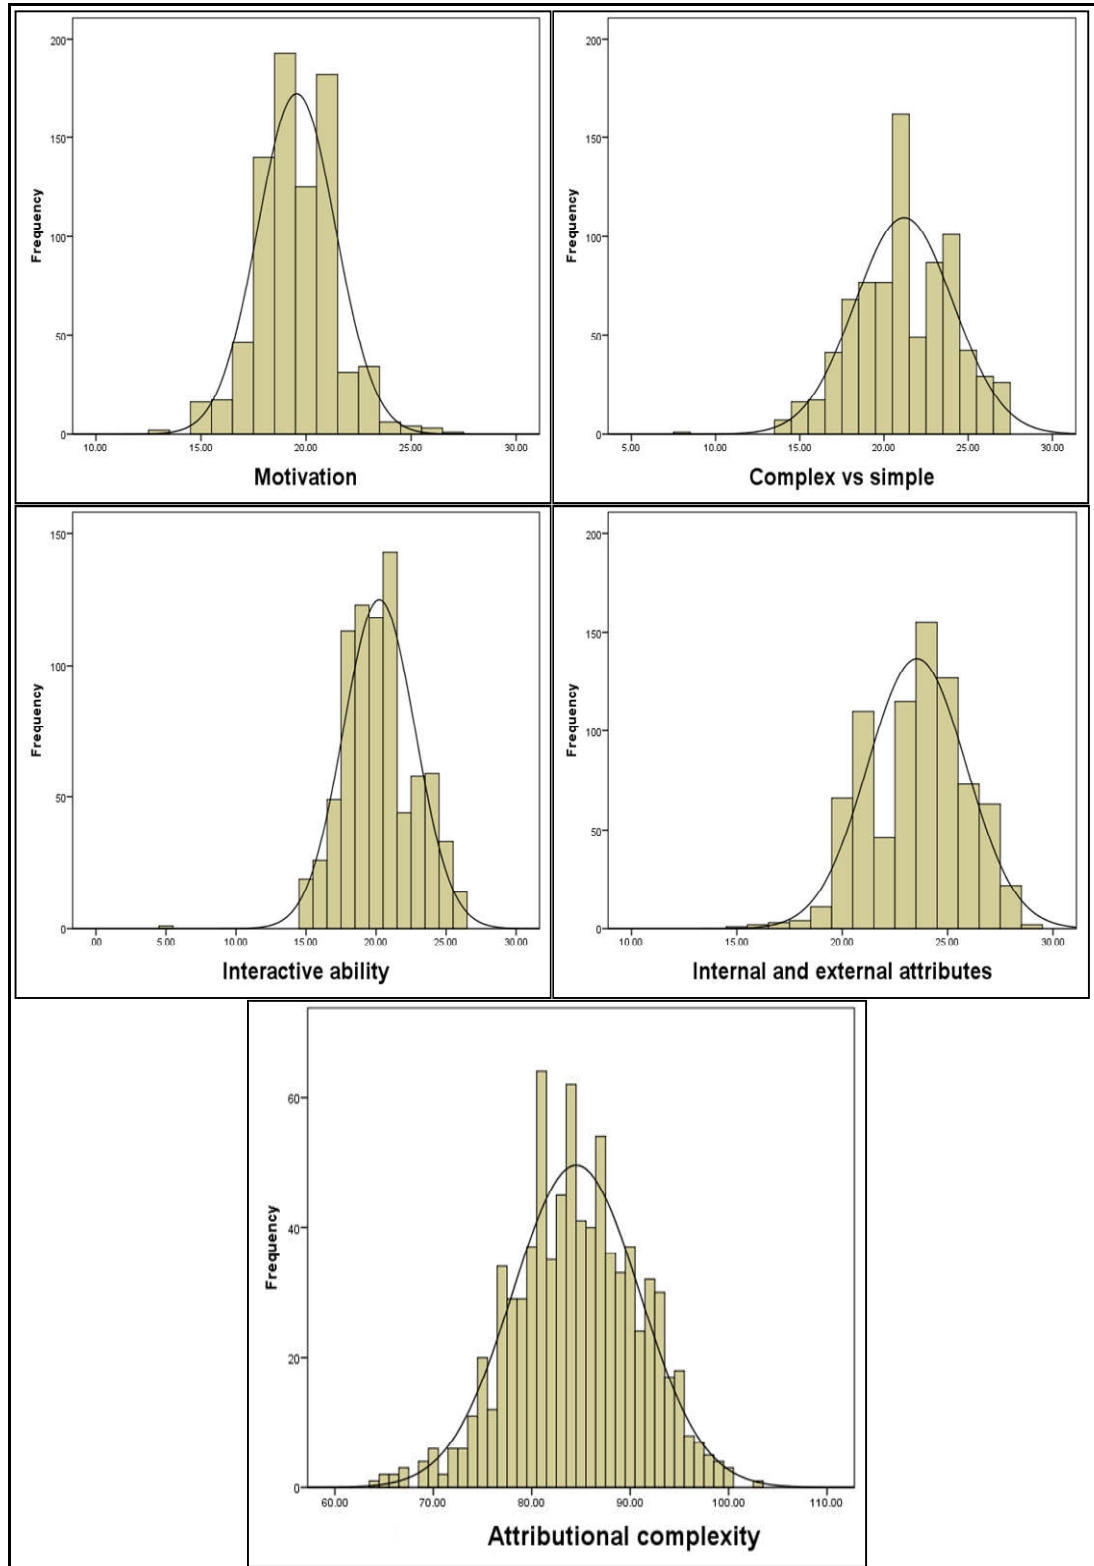 Frequency
200
150
100
50
0
10.00 15.00 20.00 25.00 30.00
Motivation
Frequency
200
150
100
50
0
5.00 10.00 15.00 20.00 25.00 30.00
Complex vs simple
Frequency
150
100
50
0
.00 5.00 10.00 15.00 20.00 25.00 30.00
Interactive ability
Frequency
200
150
100
50
0
10.00 15.00 20.00 25.00 30.00
Internal and external attributes
Frequency
60
40
20
0
60.00 70.00 80.00 90.00 100.00 110.00
Attributional complexity